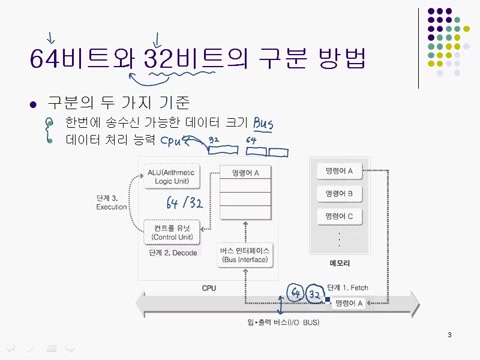 64비트와 32비트의 구분 방법
구분의 두 가지 기준
한번에 송수신 가능한 데이터 크기 Bus
데이터 처리 능력 CPU 32 64
ALU(Arithmetic
Logic Unit)
명령어 A
명령어 A
명령어 B
명령어 C
단계 3.
Execution
64/32
컨트롤 유닛
(Control Unit)
단계 2. Decode
버스 인터페이스
(Bus Interface)
메모리
CPU
64 32
단계 1. Fetch
명령어 A
입·출력 버스(I/O BUS)
3